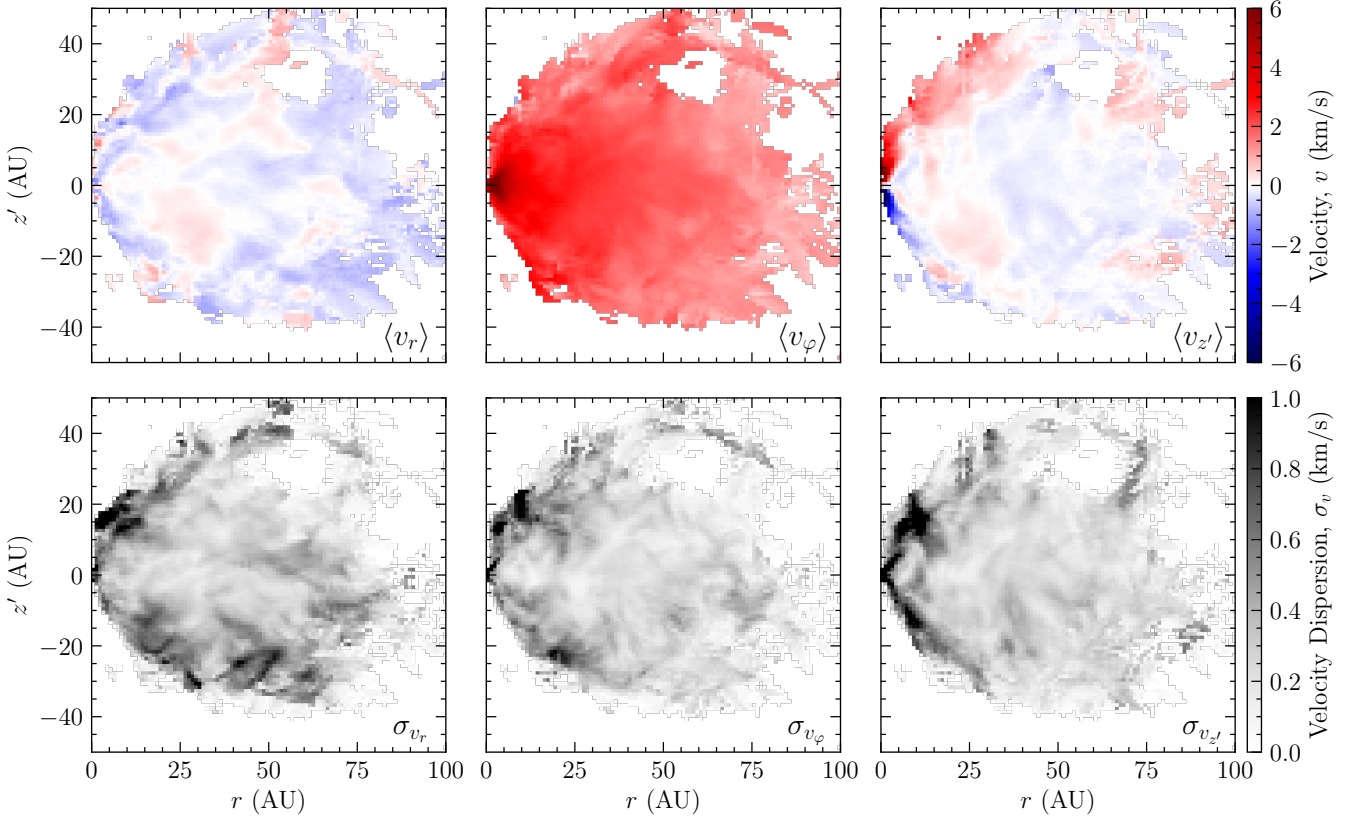 40
20
0
−20
−40
z′ (AU)
⟨v_r⟩
⟨v_φ⟩
⟨v_z′⟩
6
4
2
0
−2
−4
−6
Velocity, v (km/s)
40
20
0
−20
−40
z′ (AU)
σ_v_r
σ_v_φ
σ_v_z′
1.0
0.8
0.6
0.4
0.2
0.0
Velocity Dispersion, σ_v (km/s)
0 25 50 75 100
0 25 50 75 100
0 25 50 75 100
r (AU)
r (AU)
r (AU)